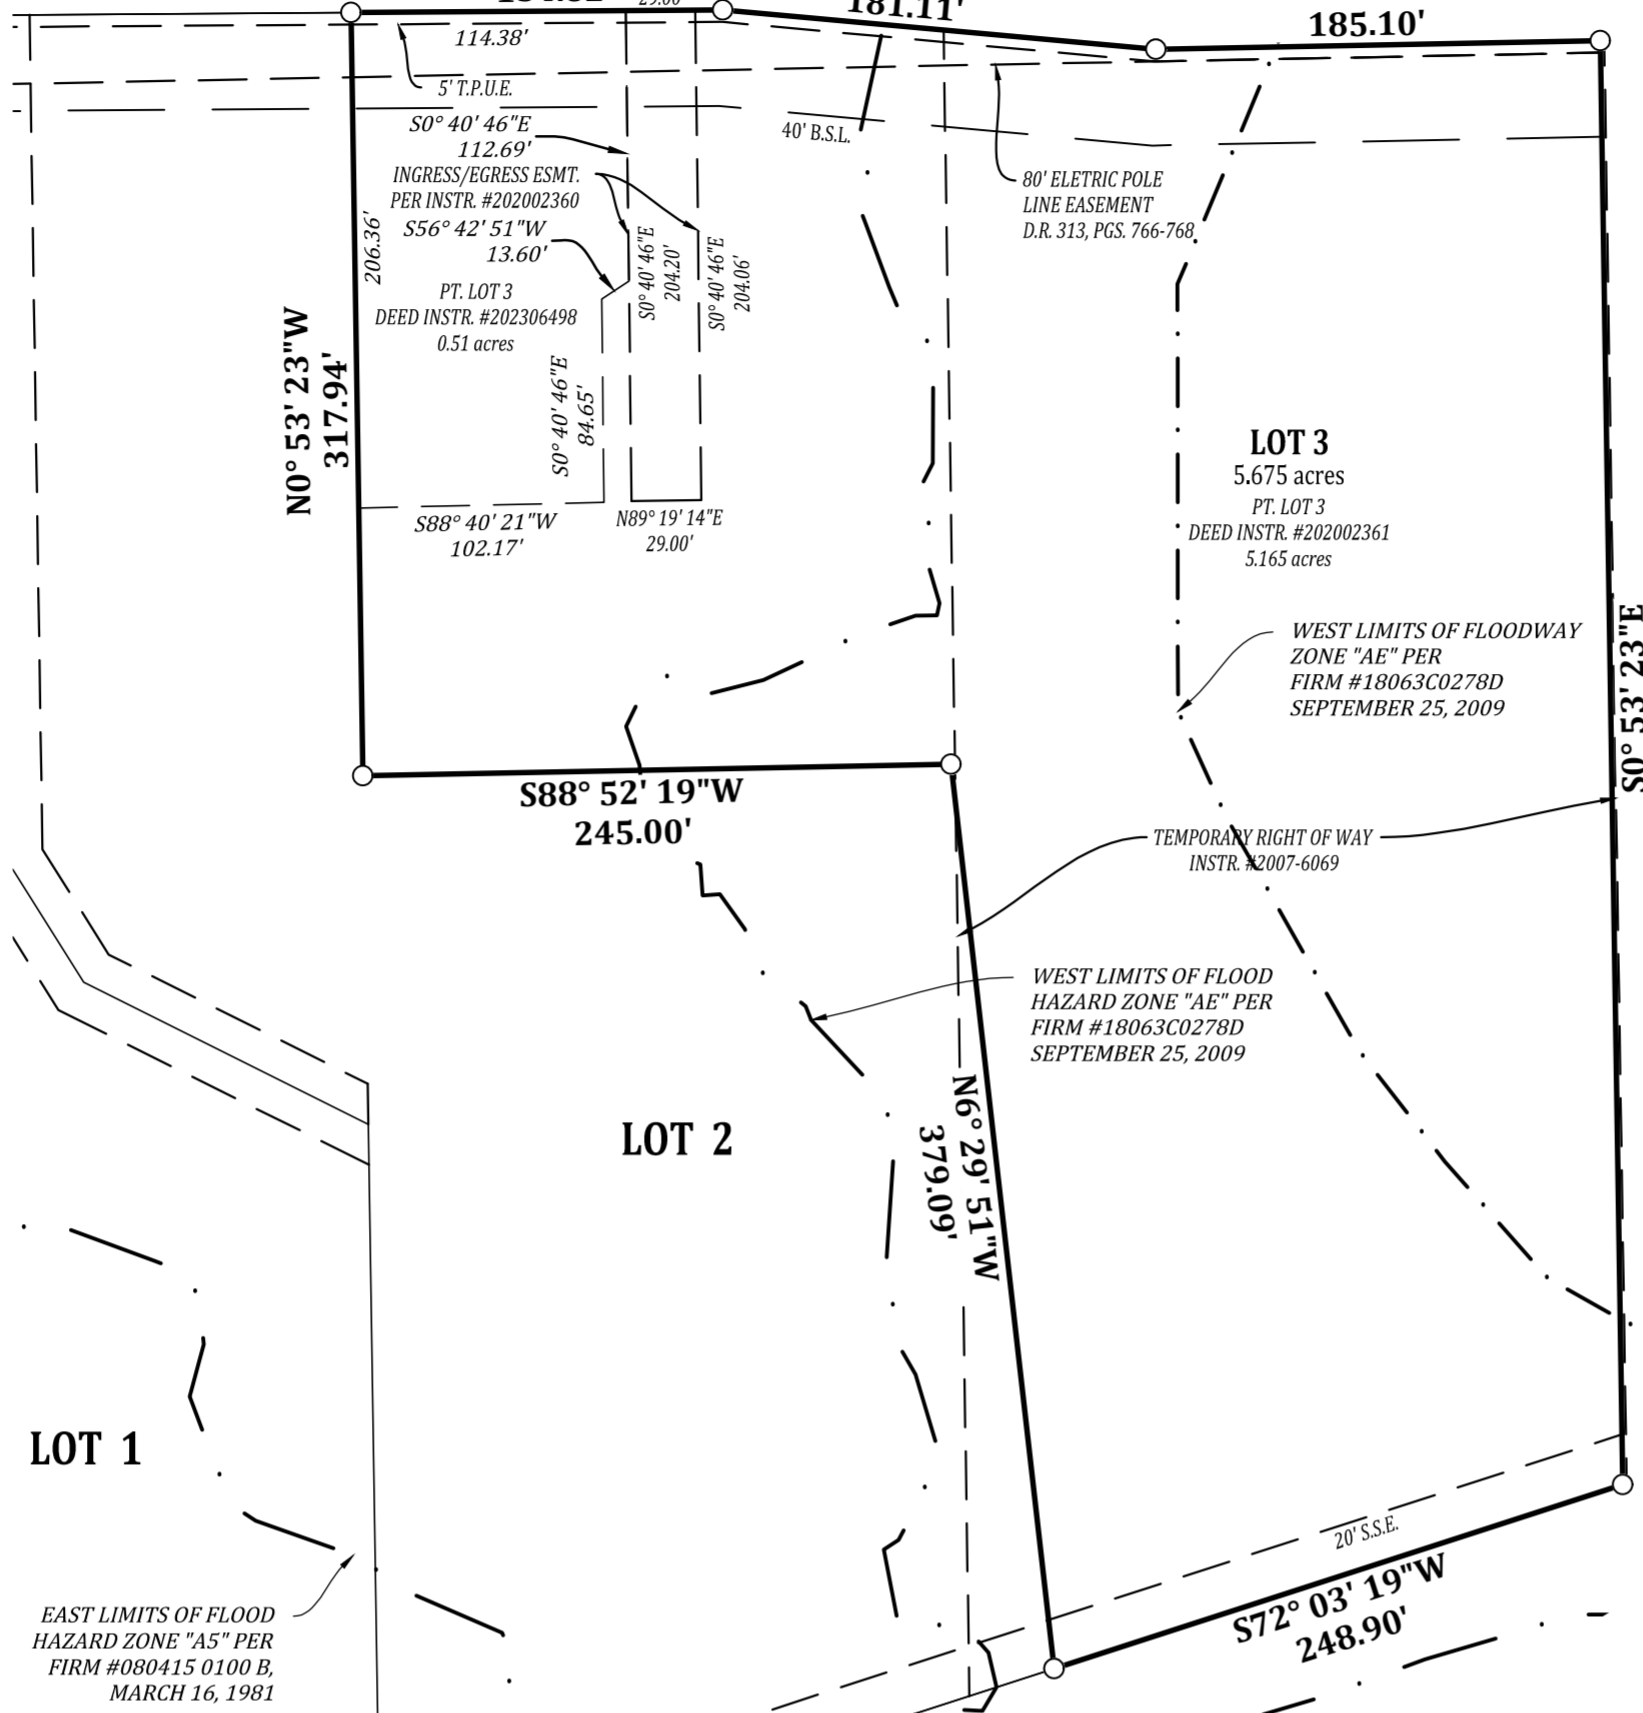 29.00'
181.11'
185.10'
114.38'
5' T.P.U.E.
S0° 40' 46"E
112.69'
40' B.S.L.
INGRESS/EGRESS ESMT.
PER INSTR. #202002360
80' ELETRIC POLE
LINE EASEMENT
D.R. 313, PGS. 766-768
S56° 42' 51"W
13.60'
206.36'
S0° 40' 46"E
204.20'
S0° 40' 46"E
204.06'
PT. LOT 3
DEED INSTR. #202306498
0.51 acres
N0° 53' 23"W
317.94'
S0° 40' 46"E
84.65'
LOT 3
5.675 acres
PT. LOT 3
DEED INSTR. #202002361
5.165 acres
S88° 40' 21"W
102.17'
N89° 19' 14"E
29.00'
WEST LIMITS OF FLOODWAY
ZONE "AE" PER
FIRM #18063C0278D
SEPTEMBER 25, 2009
S0° 53' 23"E
S88° 52' 19"W
245.00'
TEMPORARY RIGHT OF WAY
INSTR. #2007-6069
WEST LIMITS OF FLOOD
HAZARD ZONE "AE" PER
FIRM #18063C0278D
SEPTEMBER 25, 2009
N6° 29' 51"W
379.09'
LOT 2
LOT 1
20' S.S.E.
S72° 03' 19"W
248.90'
EAST LIMITS OF FLOOD
HAZARD ZONE "A5" PER
FIRM #080415 0100 B,
MARCH 16, 1981